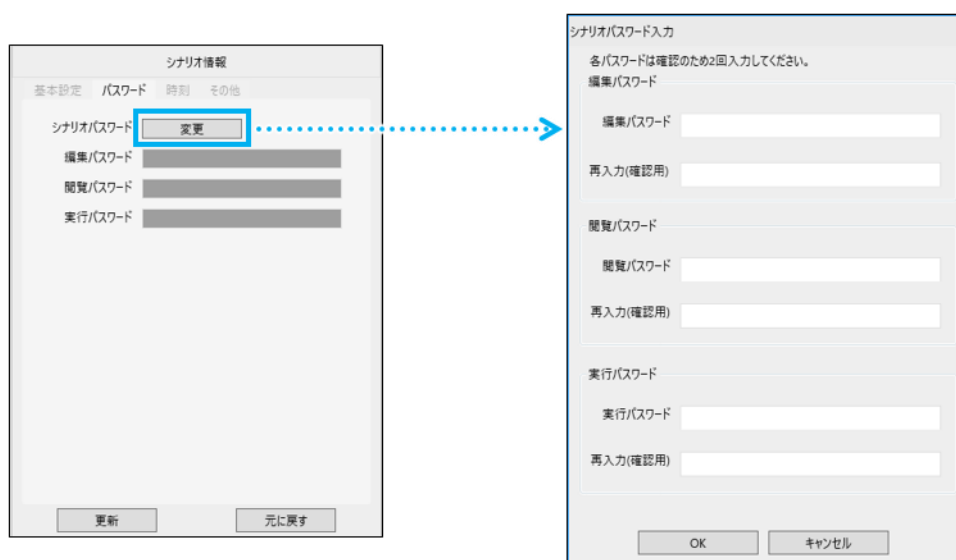 シナリオ情報
基本設定 パスワード 時刻 その他
シナリオパスワード 変更
編集パスワード
閲覧パスワード
実行パスワード
更新 元に戻す
シナリオパスワード入力
各パスワードは確認のため2回入力してください。
編集パスワード
編集パスワード
再入力(確認用)
閲覧パスワード
閲覧パスワード
再入力(確認用)
実行パスワード
実行パスワード
再入力(確認用)
OK キャンセル